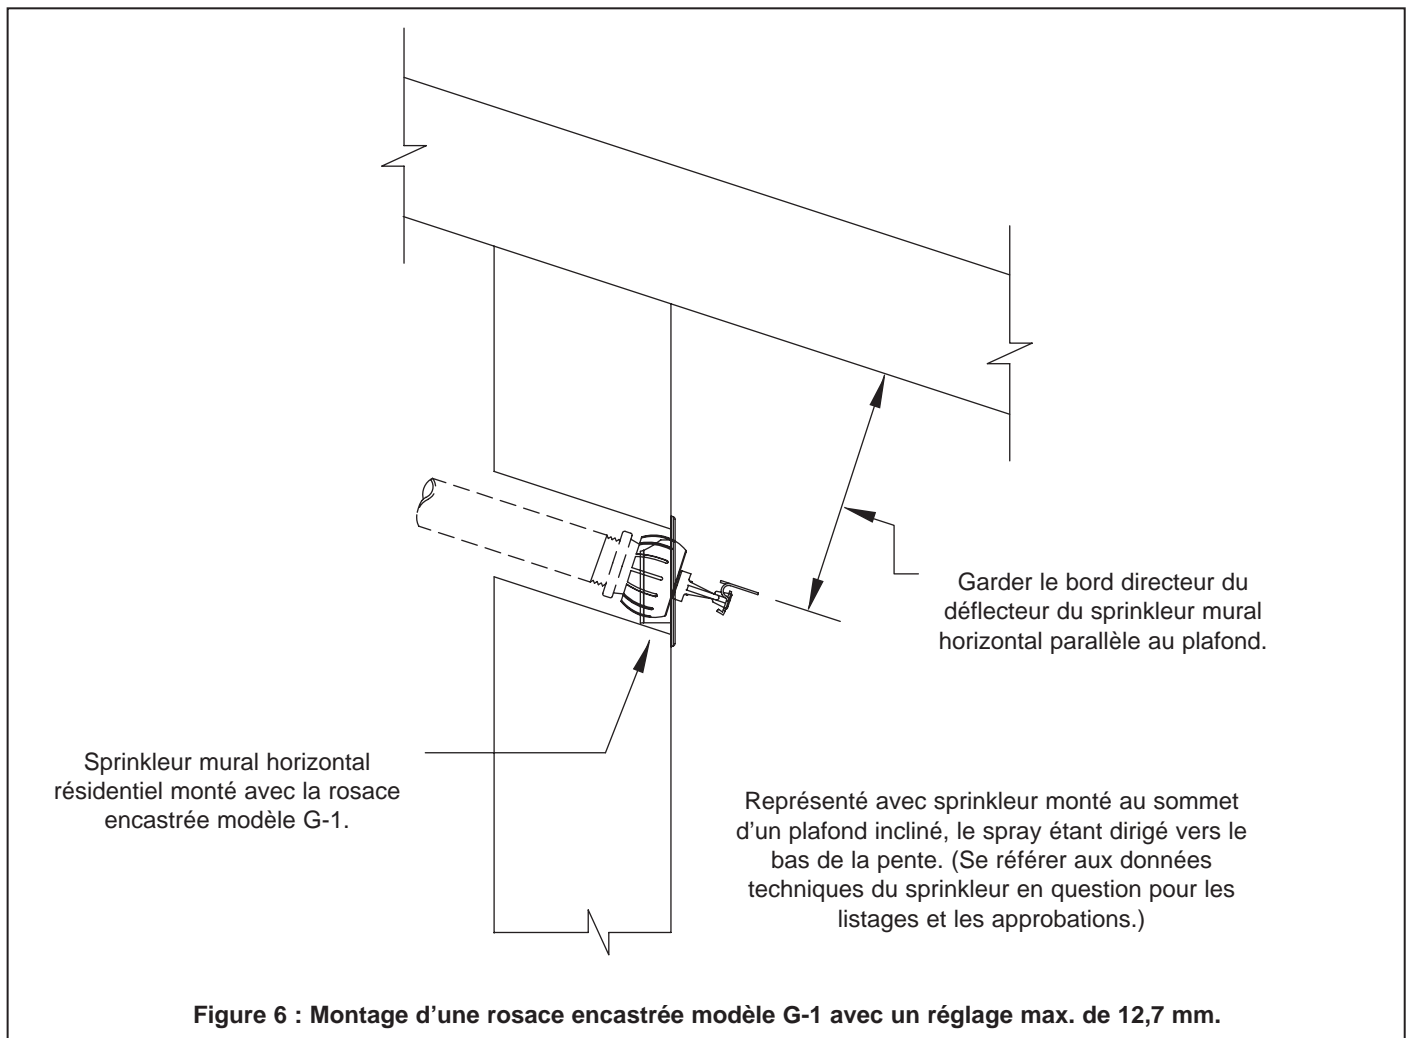 Garder le bord directeur du
déflecteur du sprinkleur mural
horizontal parallèle au plafond.
Sprinkleur mural horizontal
résidentiel monté avec la rosace
encastrée modèle G-1.
Représenté avec sprinkleur monté au sommet
d’un plafond incliné, le spray étant dirigé vers le
bas de la pente. (Se référer aux données
techniques du sprinkleur en question pour les
listages et les approbations.)
Figure 6 : Montage d’une rosace encastrée modèle G-1 avec un réglage max. de 12,7 mm.